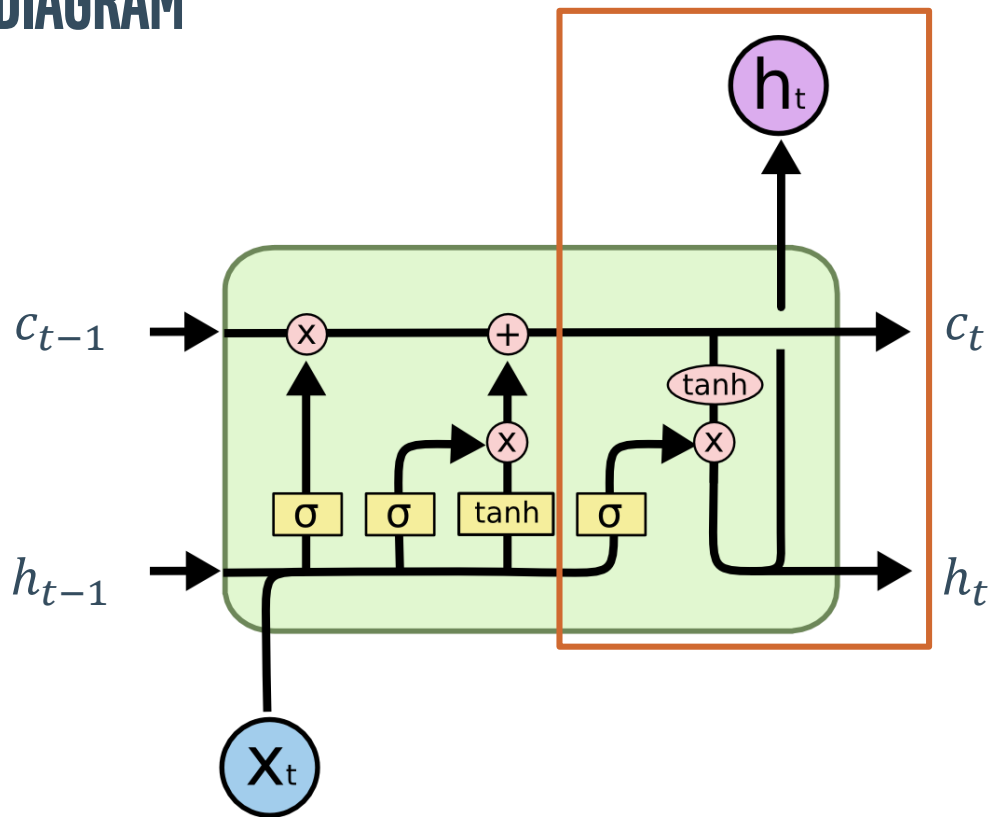 DIAGRAM
hₜ
cₜ₋₁
x
+
cₜ
tanh
x
x
σ
σ
tanh
σ
hₜ₋₁
hₜ
xₜ